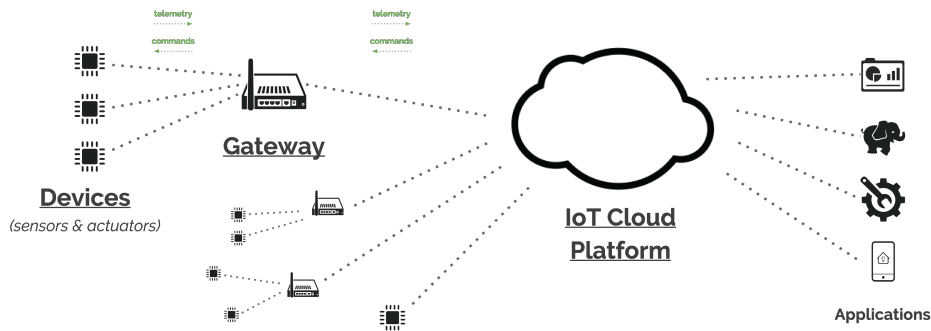 telemetry
commands
telemetry
commands
Gateway
Devices
(sensors & actuators)
IoT Cloud
Platform
Applications